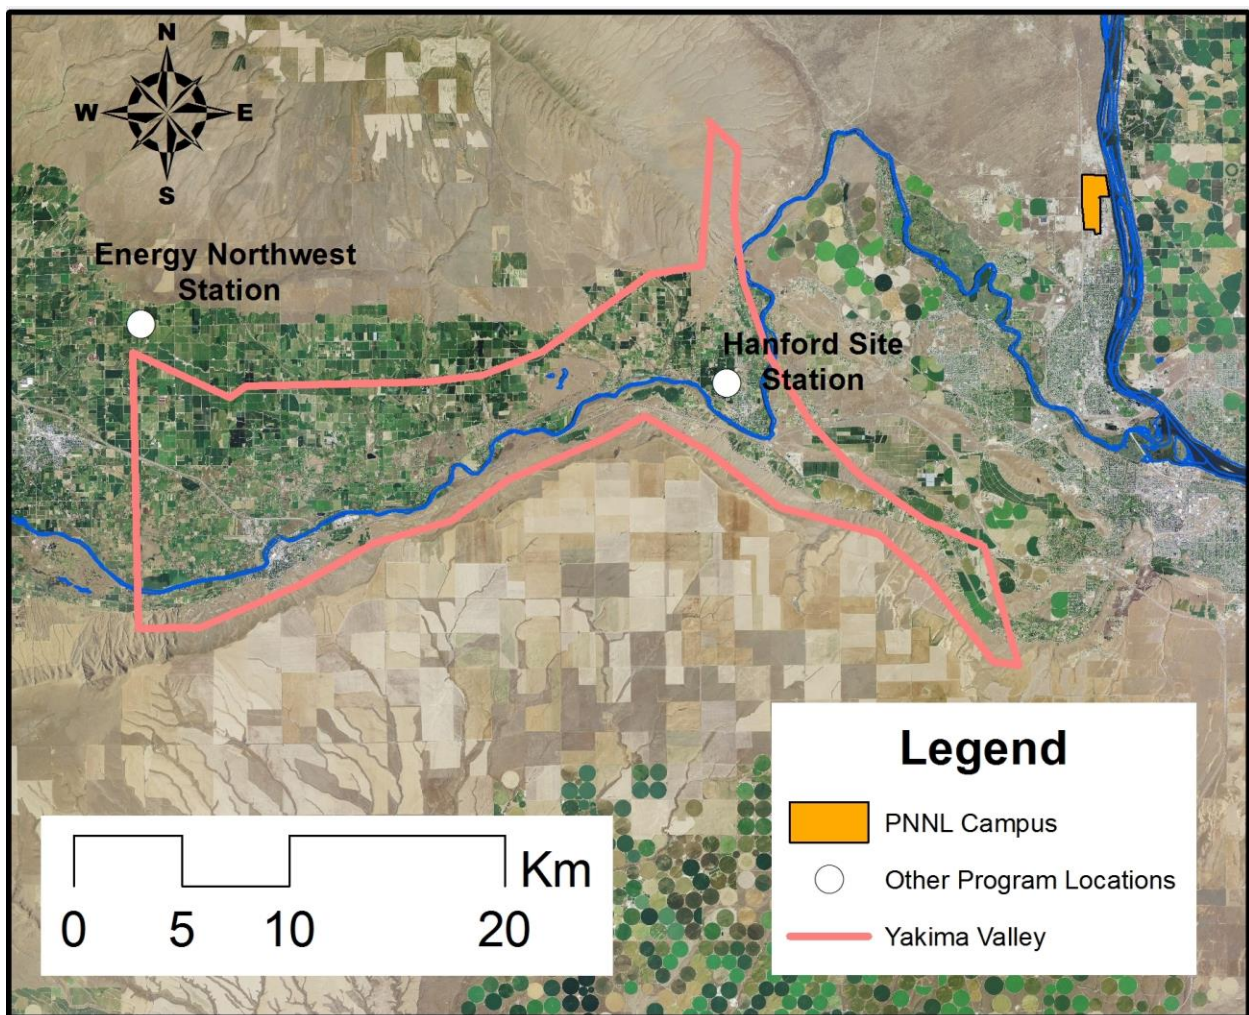 N
W
E
S
Energy Northwest
Station
Hanford Site
Station
Legend
PNNL Campus
Other Program Locations
Yakima Valley
Km
0 5 10 20